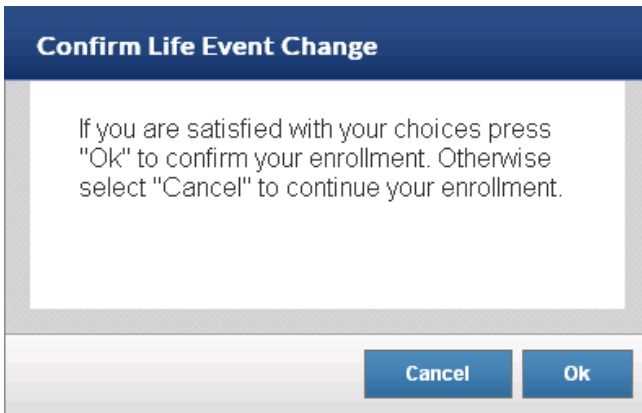 Confirm Life Event Change
If you are satisfied with your choices press
"Ok" to confirm your enrollment. Otherwise
select "Cancel" to continue your enrollment.
Cancel
Ok